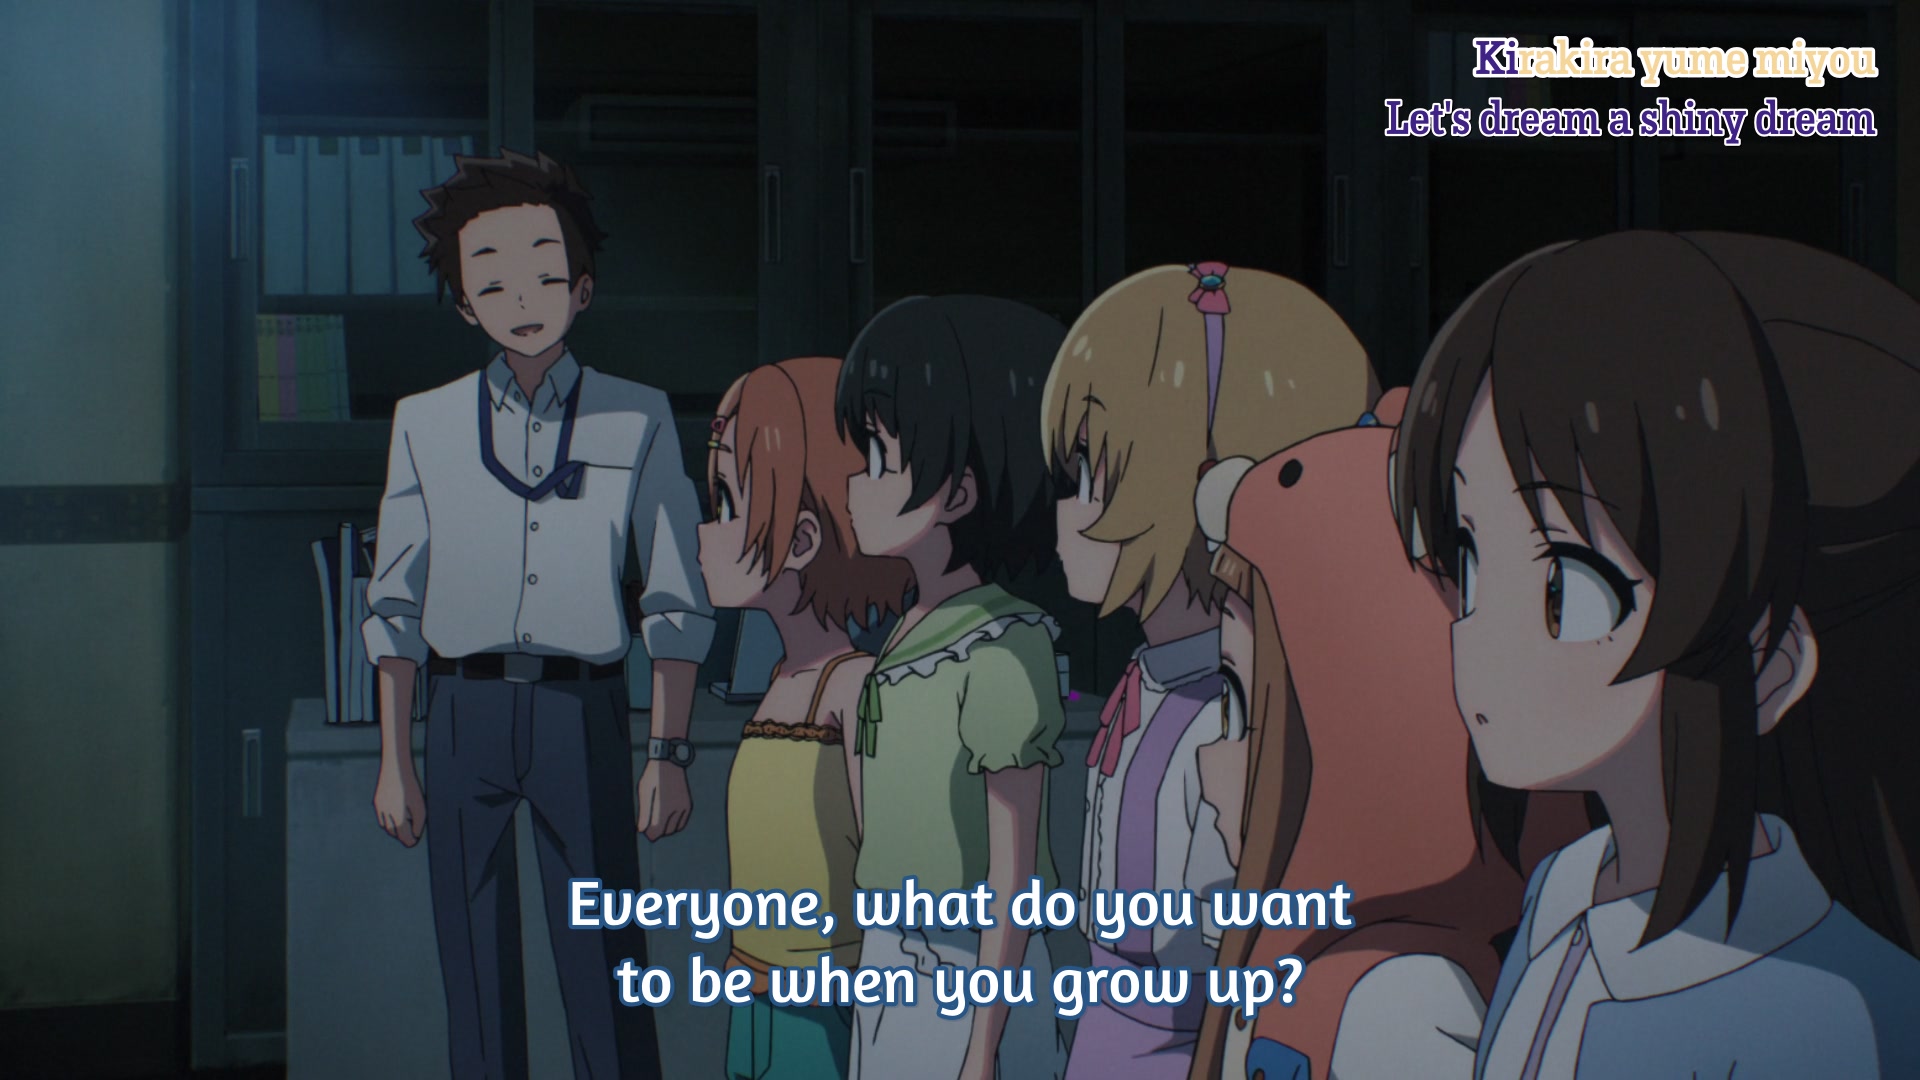 Kirakira yume miyou
Let's dream a shiny dream
Everyone, what do you want
to be when you grow up?